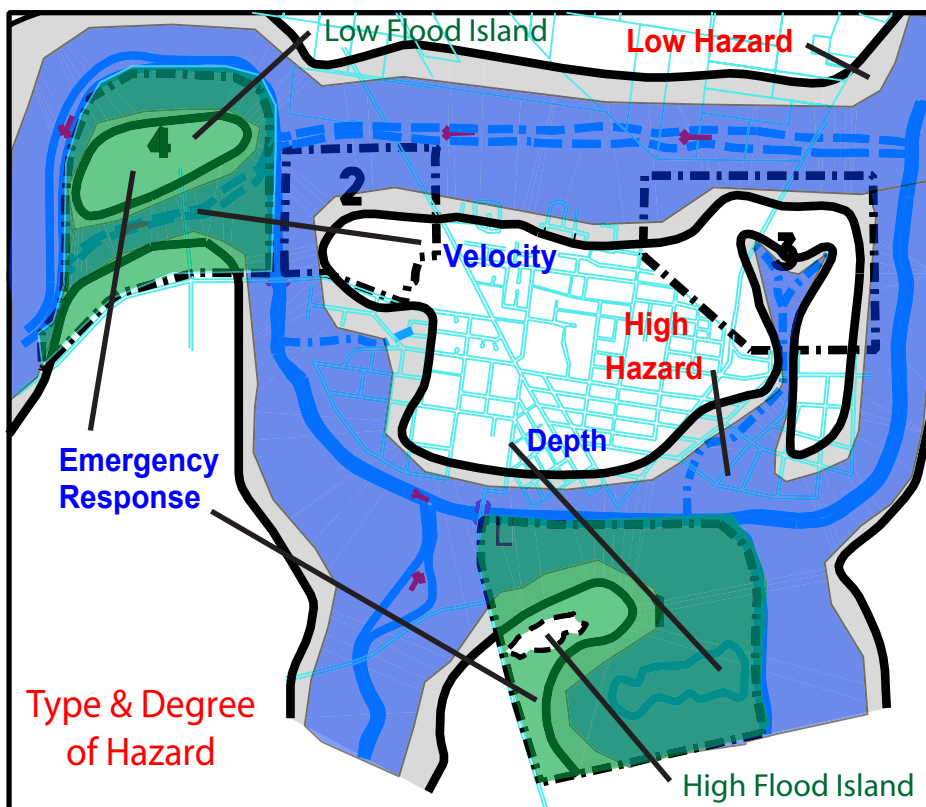 Low Flood Island
Low Hazard
4
2
3
Velocity
High
Hazard
Depth
Emergency
Response
L
Type & Degree
of Hazard
High Flood Island